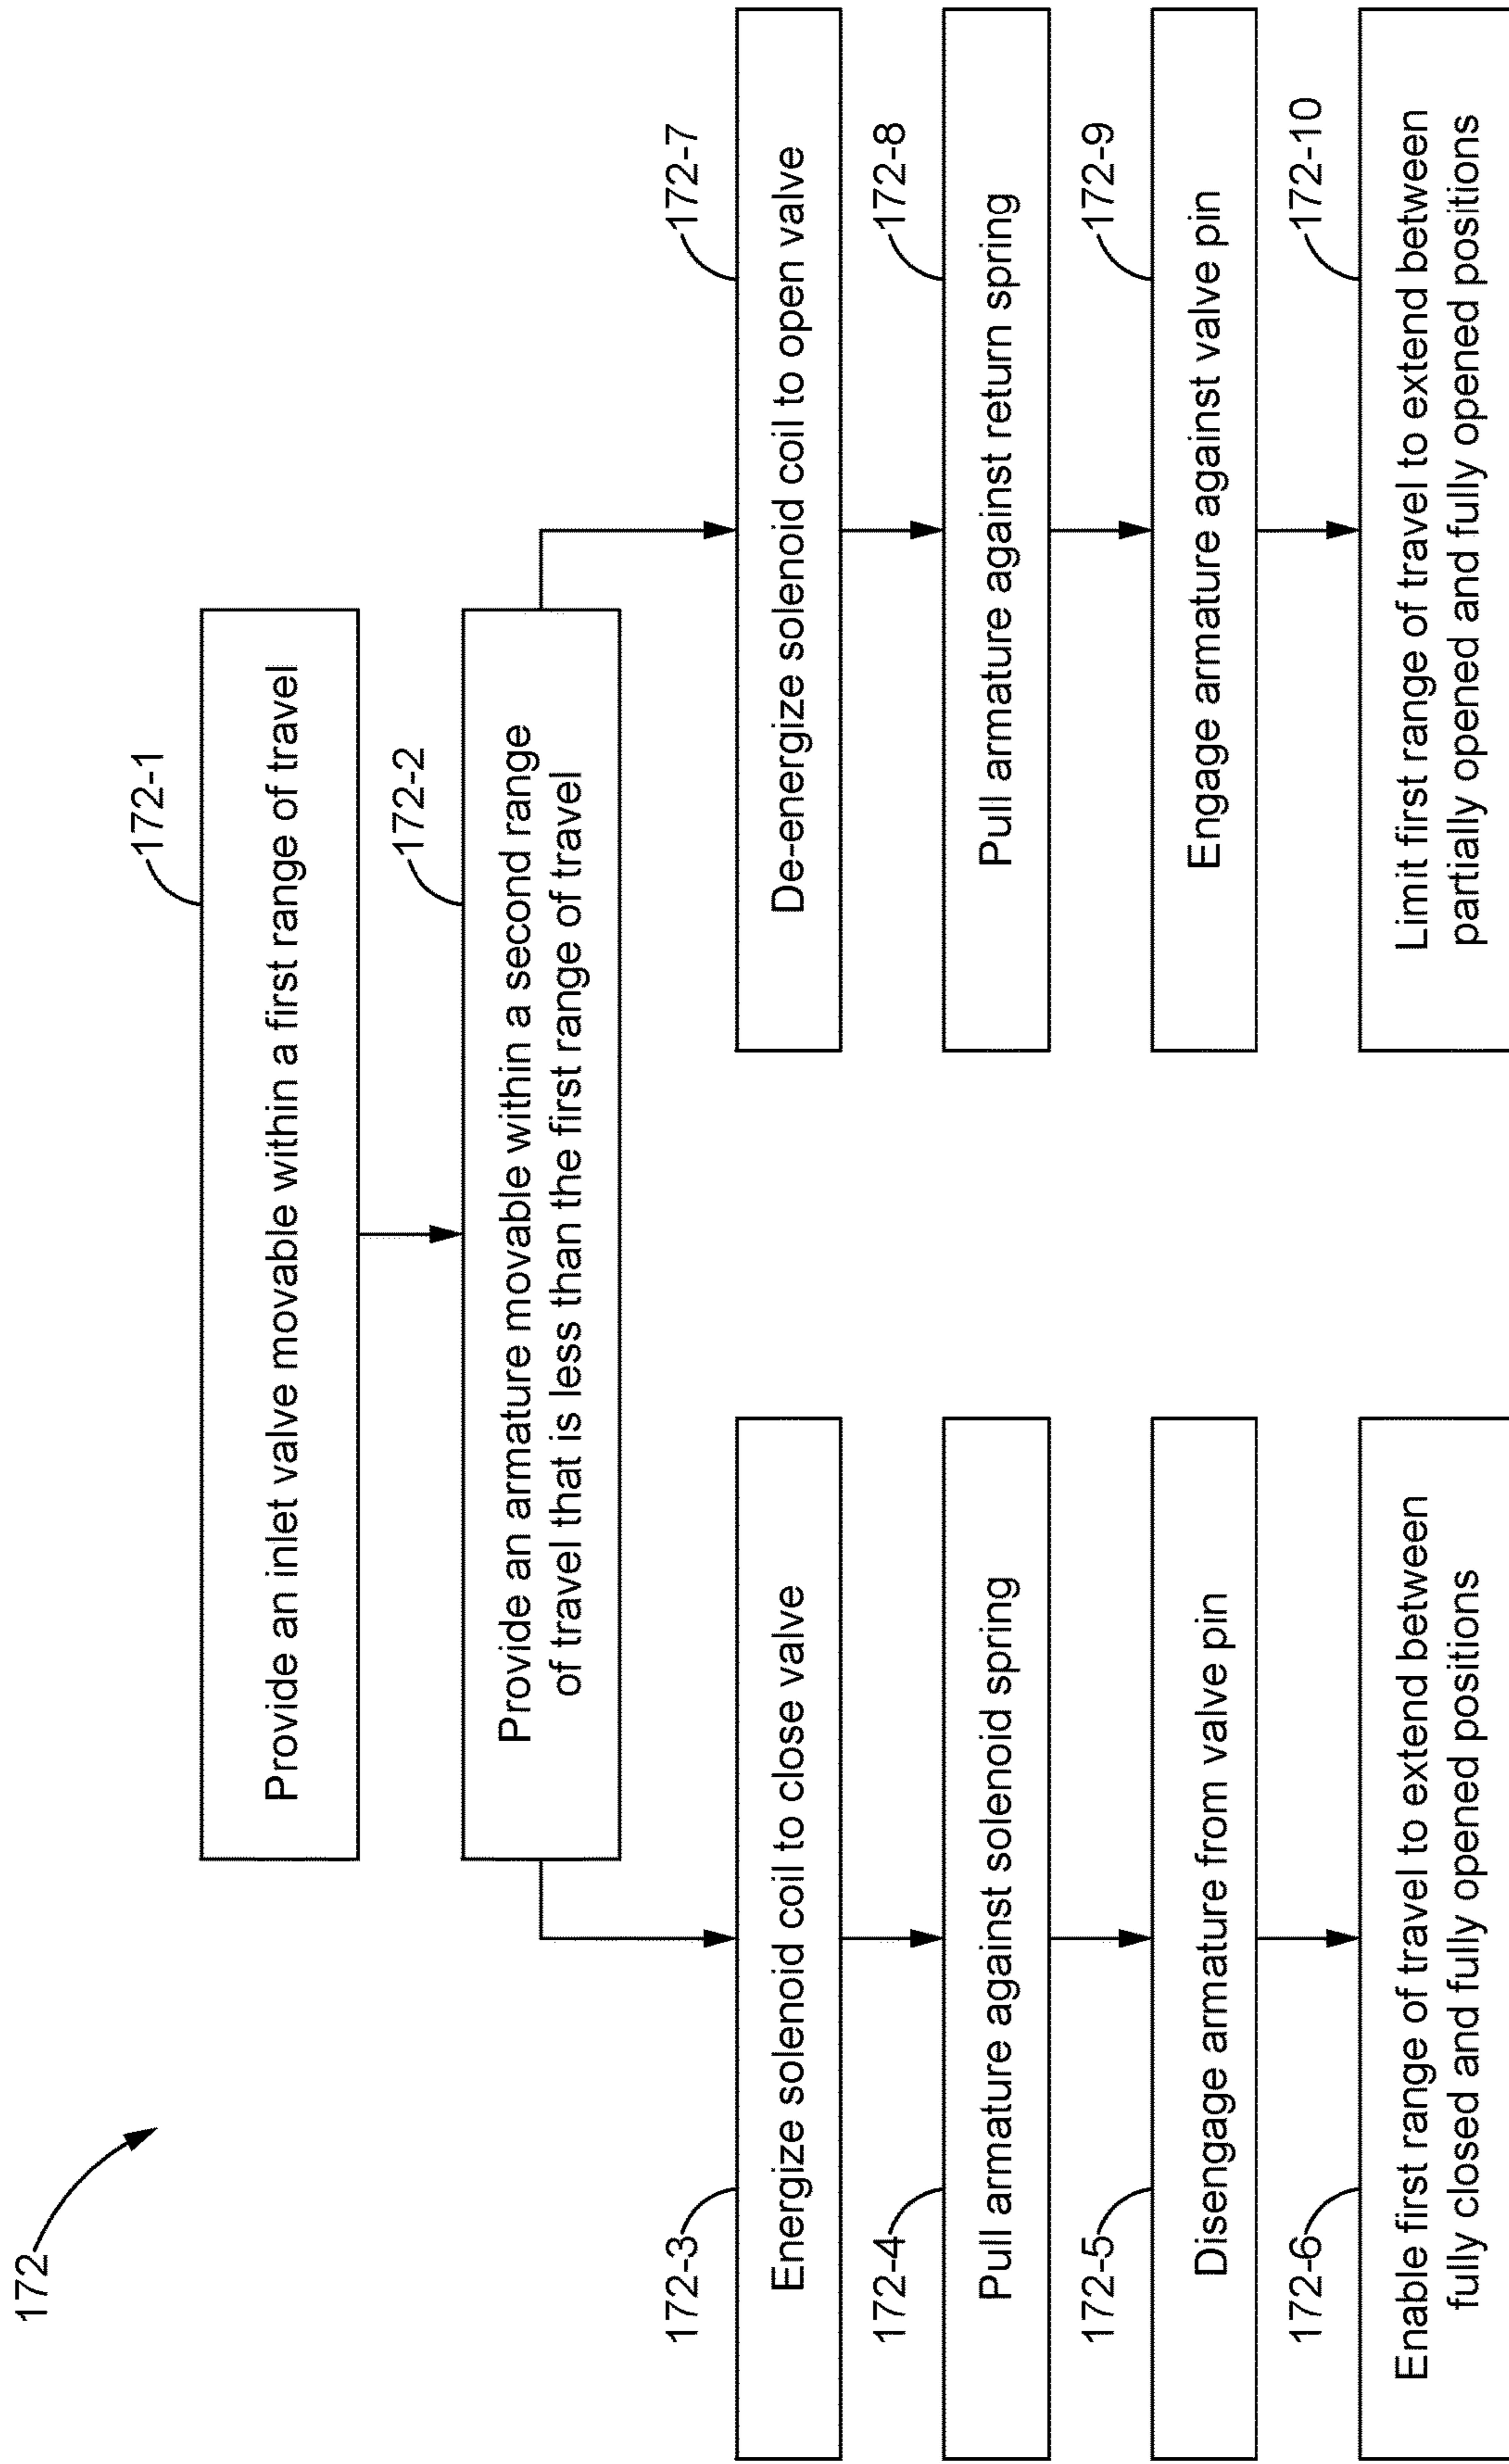 172
172-1
Provide an inlet valve movable within a first range of travel
172-2
Provide an armature movable within a second range
of travel that is less than the first range of travel
172-3
Energize solenoid coil to close valve
172-4
Pull armature against solenoid spring
172-5
Disengage armature from valve pin
172-6
Enable first range of travel to extend between
fully closed and fully opened positions
172-7
De-energize solenoid coil to open valve
172-8
Pull armature against return spring
172-9
Engage armature against valve pin
172-10
Limit first range of travel to extend between
partially opened and fully opened positions